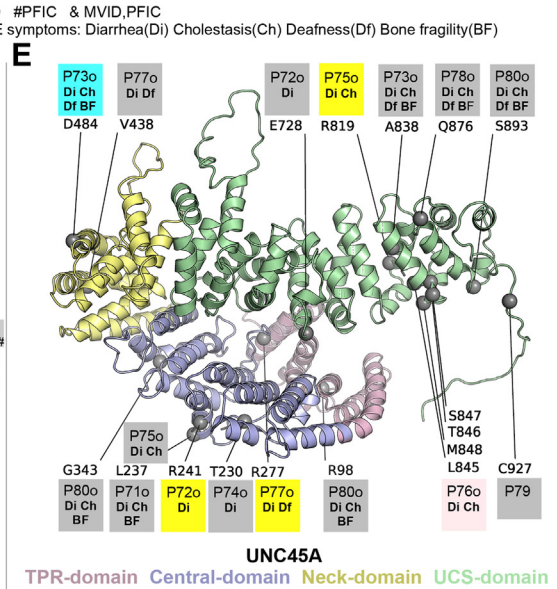 #PFIC & MVID,PFIC
E symptoms: Diarrhea(Di) Cholestasis(Ch) Deafness(Df) Bone fragility(BF)
E
P73o P77o P72o P75o P73o P78o P80o
Di Ch Di Df Di Di Ch Di Ch Di Ch Di Ch
Df BF Df BF Df BF Df BF
D484 V438 E728 R819 A838 Q876 S893
#
S847
T846
M848
L845
P75o
Di Ch
G343 L237 R241 T230 R277 R98 C927
P80o P71o P72o P74o P77o P80o P76o P79
Di Ch Di Ch Di Di Di Df Di Ch Di Ch
BF BF BF
UNC45A
TPR-domain Central-domain Neck-domain UCS-domain